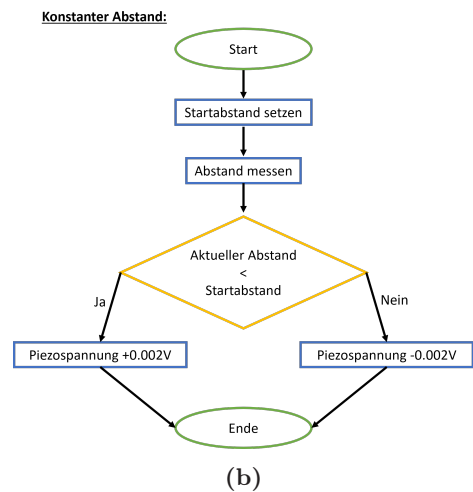 Konstanter Abstand:
Start
Startabstand setzen
Abstand messen
Aktueller Abstand
<
Startabstand
Ja
Nein
Piezospannung +0.002V
Piezospannung -0.002V
Ende
(b)